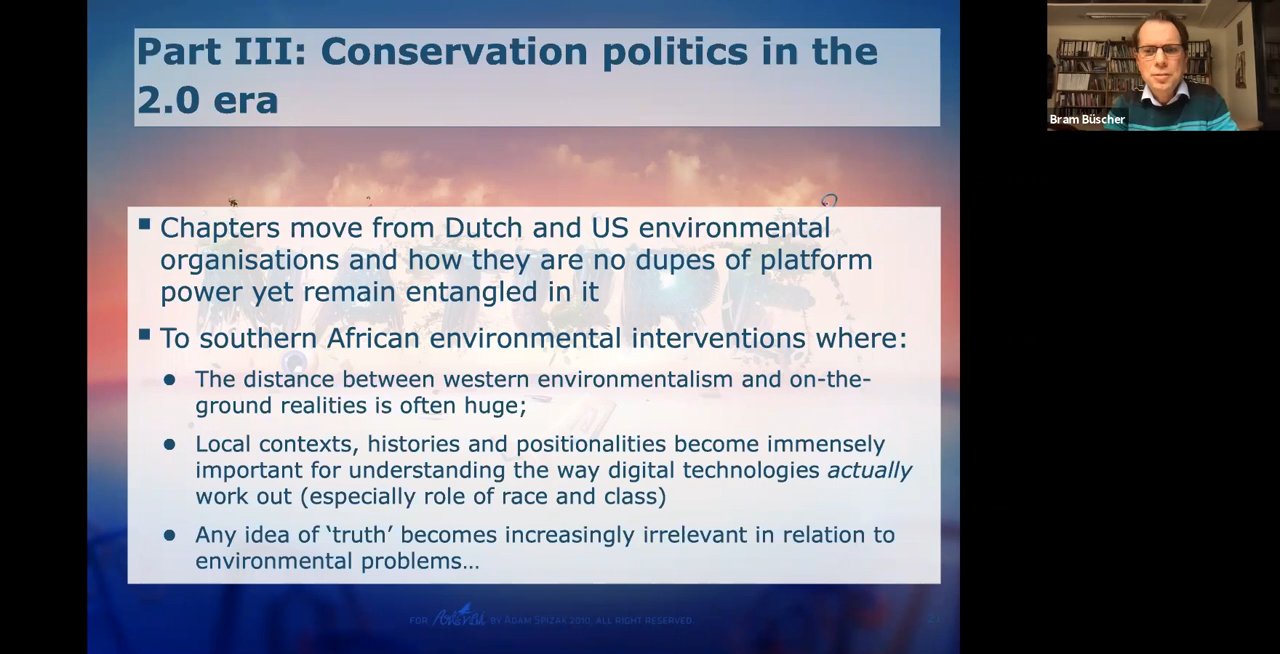 Part III: Conservation politics in the
2.0 era
Bram Büscher
▪ Chapters move from Dutch and US environmental
organisations and how they are no dupes of platform
power yet remain entangled in it
▪ To southern African environmental interventions where:
• The distance between western environmentalism and on-the-
ground realities is often huge;
• Local contexts, histories and positionalities become immensely
important for understanding the way digital technologies actually
work out (especially role of race and class)
• Any idea of ‘truth’ becomes increasingly irrelevant in relation to
environmental problems…
FOR BY ADAM SPIZAK 2010. ALL RIGHT RESERVED.